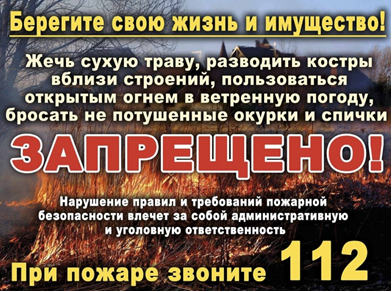 Берегите свою жизнь и имущество!
Жечь сухую траву, разводить костры
вблизи строений, пользоваться
открытым огнем в ветренную погоду,
бросать не потушенные окурки и спички
ЗАПРЕЩЕНО!
Нарушение правил и требований пожарной
безопасности влечет за собой административную
и уголовную ответственность
При пожаре звоните 112